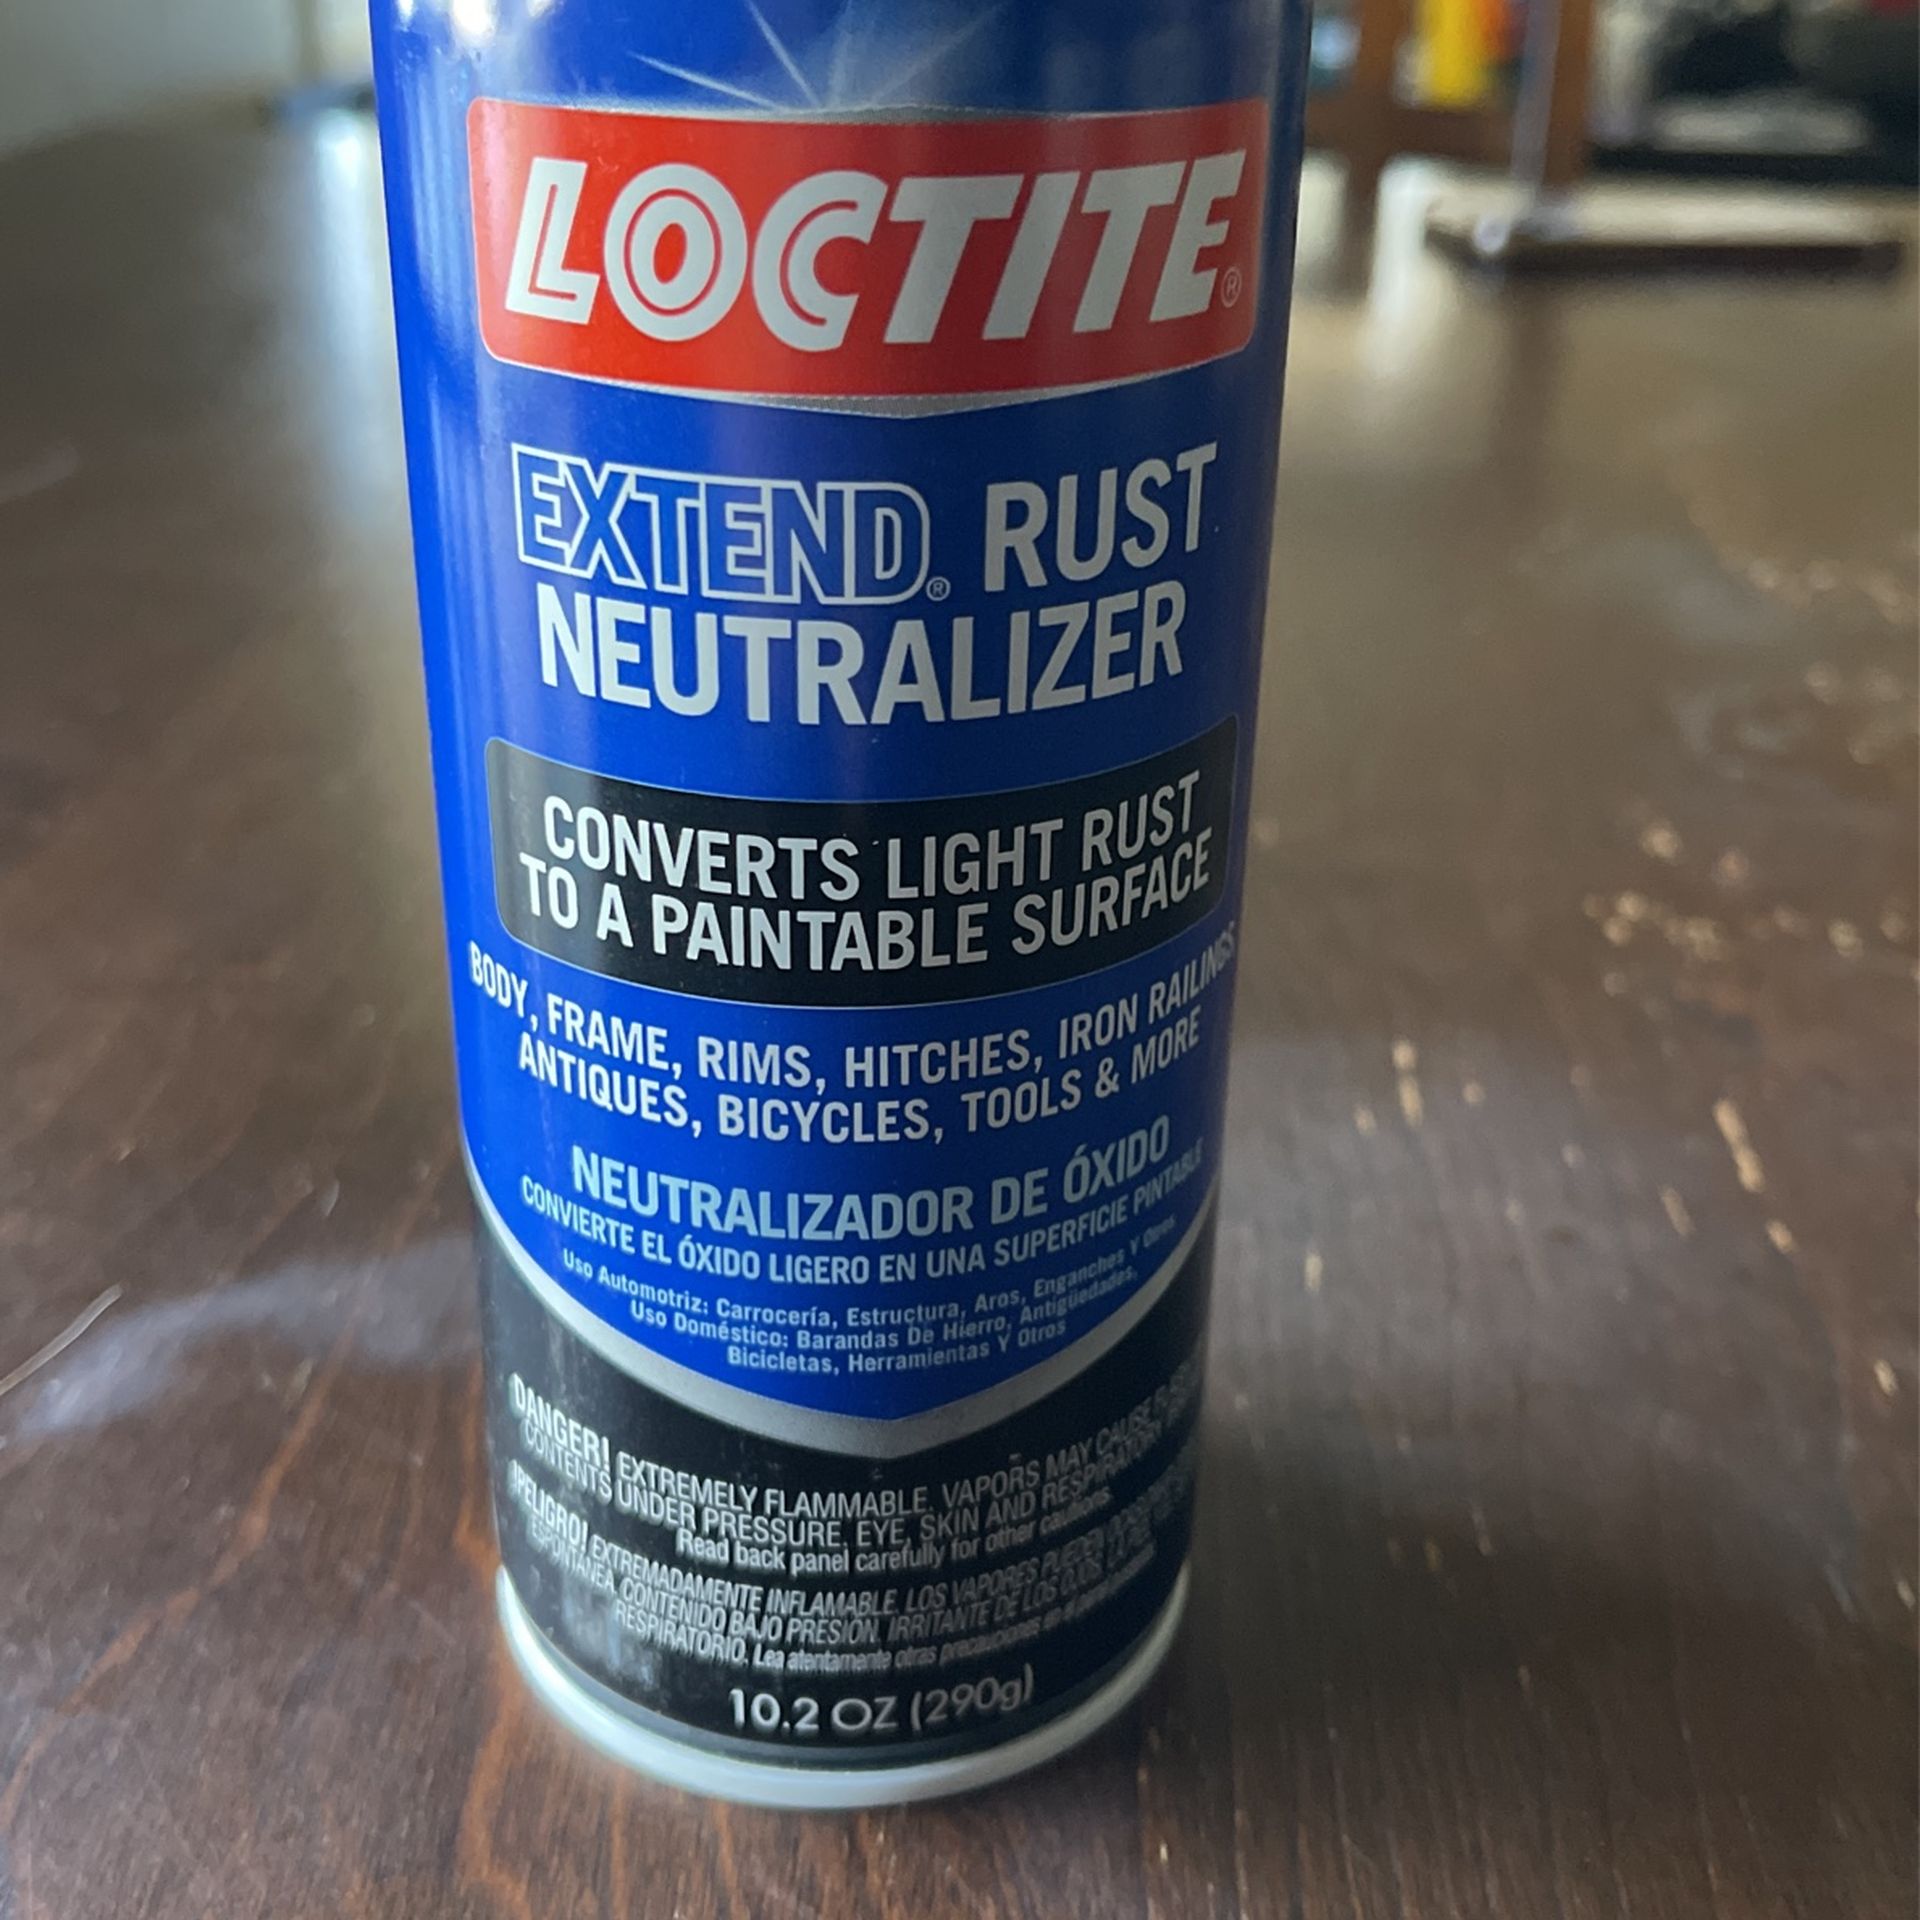 LOCTITE®
EXTEND® RUST
NEUTRALIZER
CONVERTS LIGHT RUST
TO A PAINTABLE SURFACE
BODY, FRAME, RIMS, HITCHES, IRON RAILINGS
ANTIQUES, BICYCLES, TOOLS & MORE
NEUTRALIZADOR DE ÓXIDO
CONVIERTE EL ÓXIDO LIGERO EN UNA SUPERFICIE PINTABLE
Uso Automotriz: Carrocería, Estructura, Aros, Enganches Y Otros
Uso Doméstico: Barandas De Hierro, Antigüedades,
Bicicletas, Herramientas Y Otros
DANGER! EXTREMELY FLAMMABLE. VAPORS MAY CAUSE
CONTENTS UNDER PRESSURE. EYE, SKIN AND RESPIRATORY
Read back panel carefully for other cautions.
¡PELIGRO! EXTREMADAMENTE INFLAMABLE. LOS VAPORES PUEDEN
ESPONTÁNEA. CONTENIDO BAJO PRESIÓN. IRRITANTE DE LOS OJOS
RESPIRATORIO. Lea atentamente otras precauciones en el
10.2 OZ (290g)